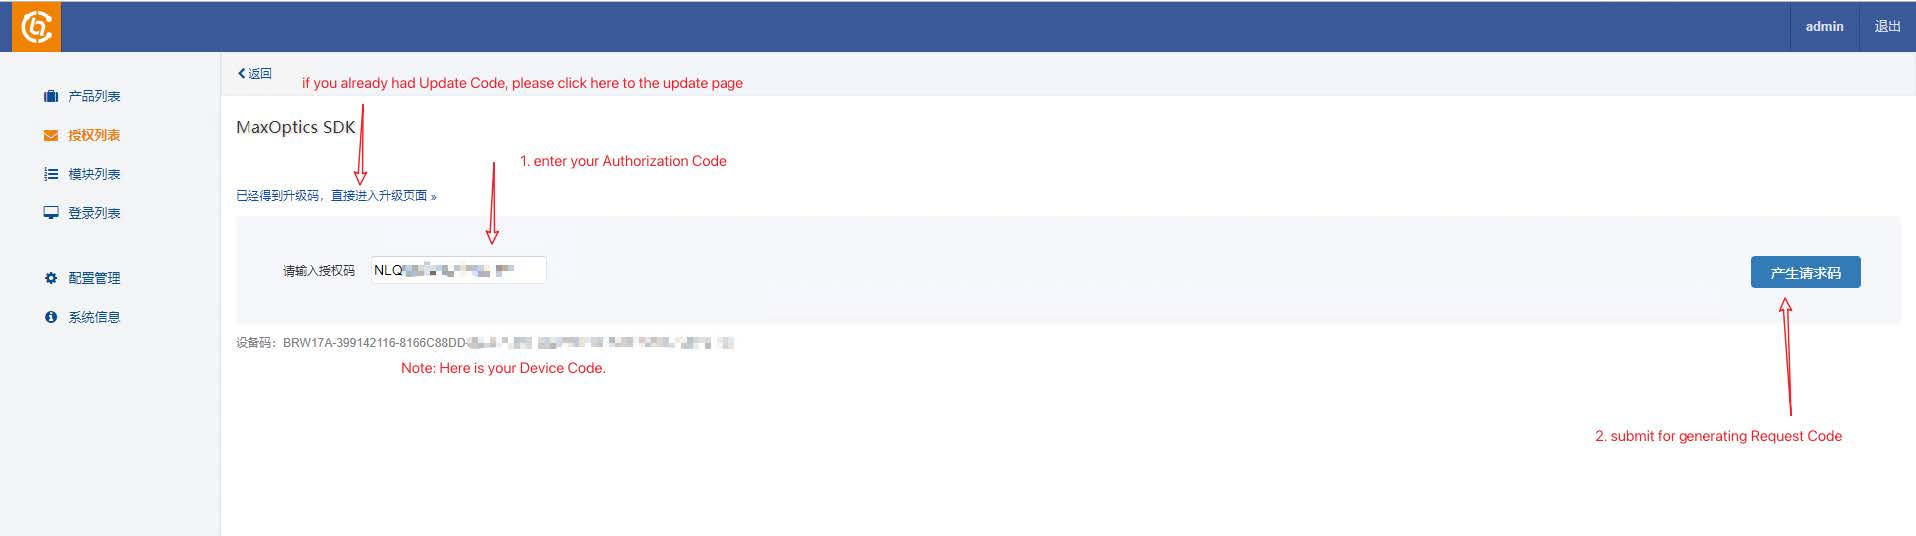 admin
退出
返回
if you already had Update Code, please click here to the update page
产品列表
授权列表
模块列表
登录列表
配置管理
系统信息
MaxOptics SDK
1. enter your Authorization Code
已经得到升级码，直接进入升级页面 »
请输入授权码
NLQ
产生请求码
设备码：BRW17A-399142116-8166C88DD-
Note: Here is your Device Code.
2. submit for generating Request Code